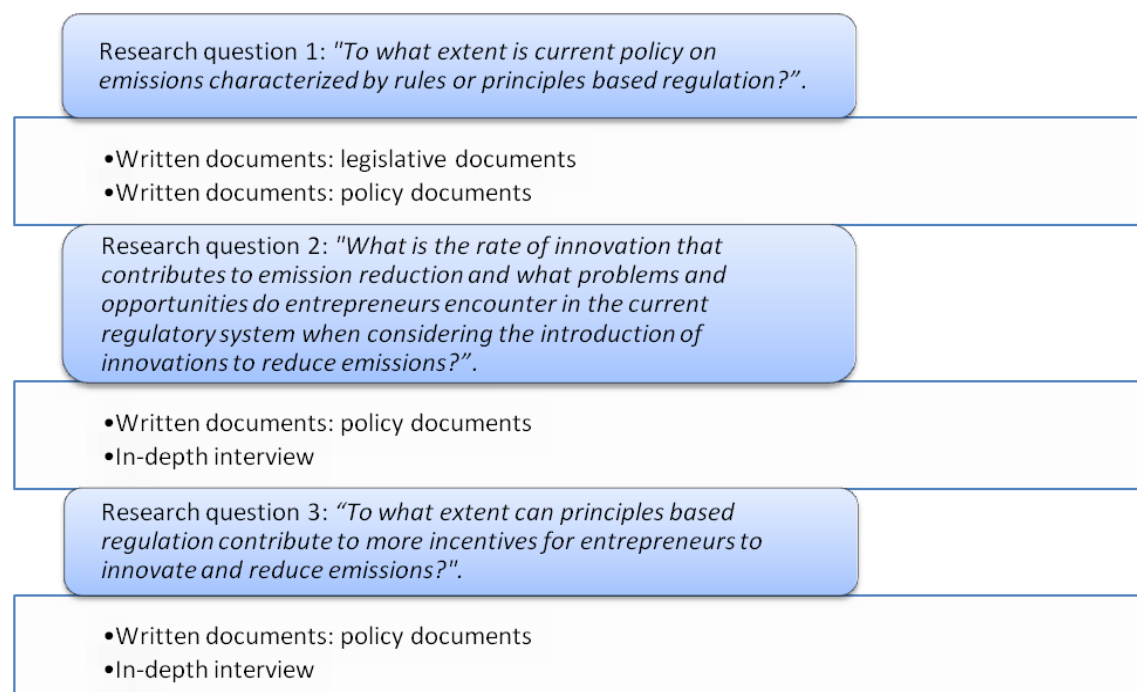 Research question 1: "To what extent is current policy on
emissions characterized by rules or principles based regulation?”.
•Written documents: legislative documents
•Written documents: policy documents
Research question 2: "What is the rate of innovation that
contributes to emission reduction and what problems and
opportunities do entrepreneurs encounter in the current
regulatory system when considering the introduction of
innovations to reduce emissions?”.
•Written documents: policy documents
•In-depth interview
Research question 3: “To what extent can principles based
regulation contribute to more incentives for entrepreneurs to
innovate and reduce emissions?".
•Written documents: policy documents
•In-depth interview